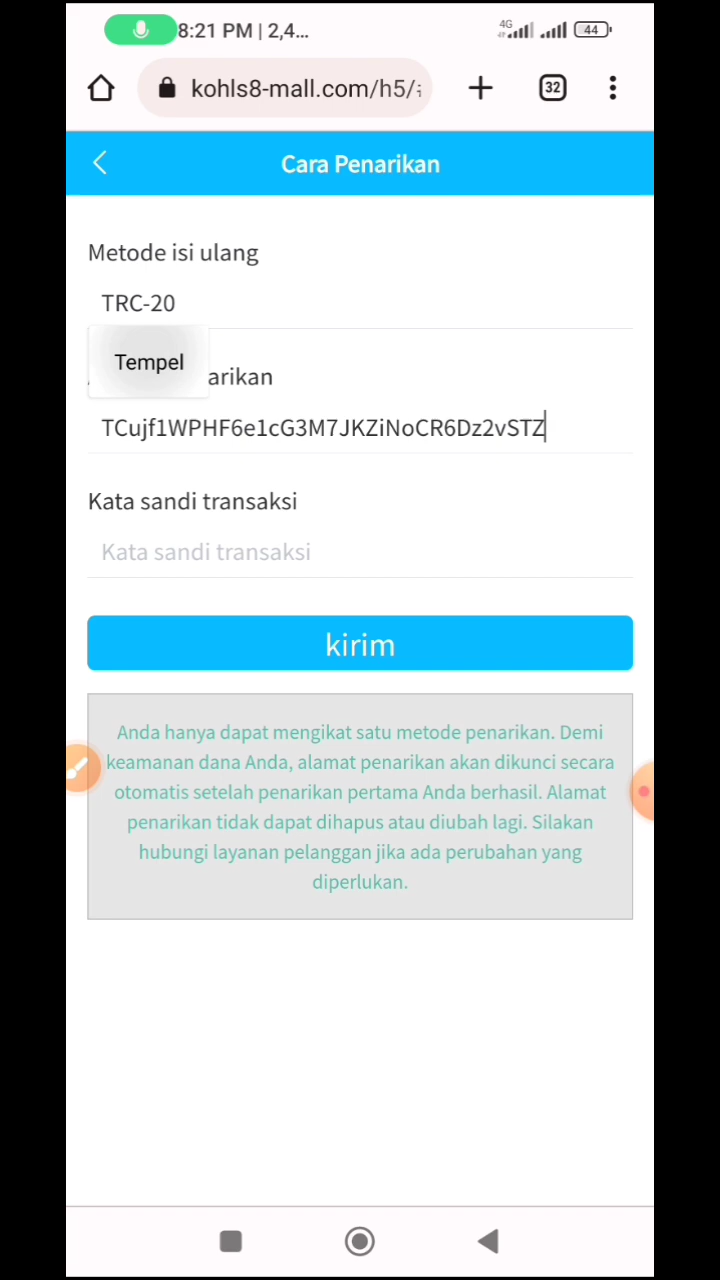 8:21 PM | 2,4...
4G
44
kohls8-mall.com/h5/
32
Cara Penarikan
Metode isi ulang
TRC-20
Tempel
arikan
TCujf1WPHF6e1cG3M7JKZiNoCR6Dz2vSTZ
Kata sandi transaksi
Kata sandi transaksi
kirim
Anda hanya dapat mengikat satu metode penarikan. Demi
keamanan dana Anda, alamat penarikan akan dikunci secara
otomatis setelah penarikan pertama Anda berhasil. Alamat
penarikan tidak dapat dihapus atau diubah lagi. Silakan
hubungi layanan pelanggan jika ada perubahan yang
diperlukan.